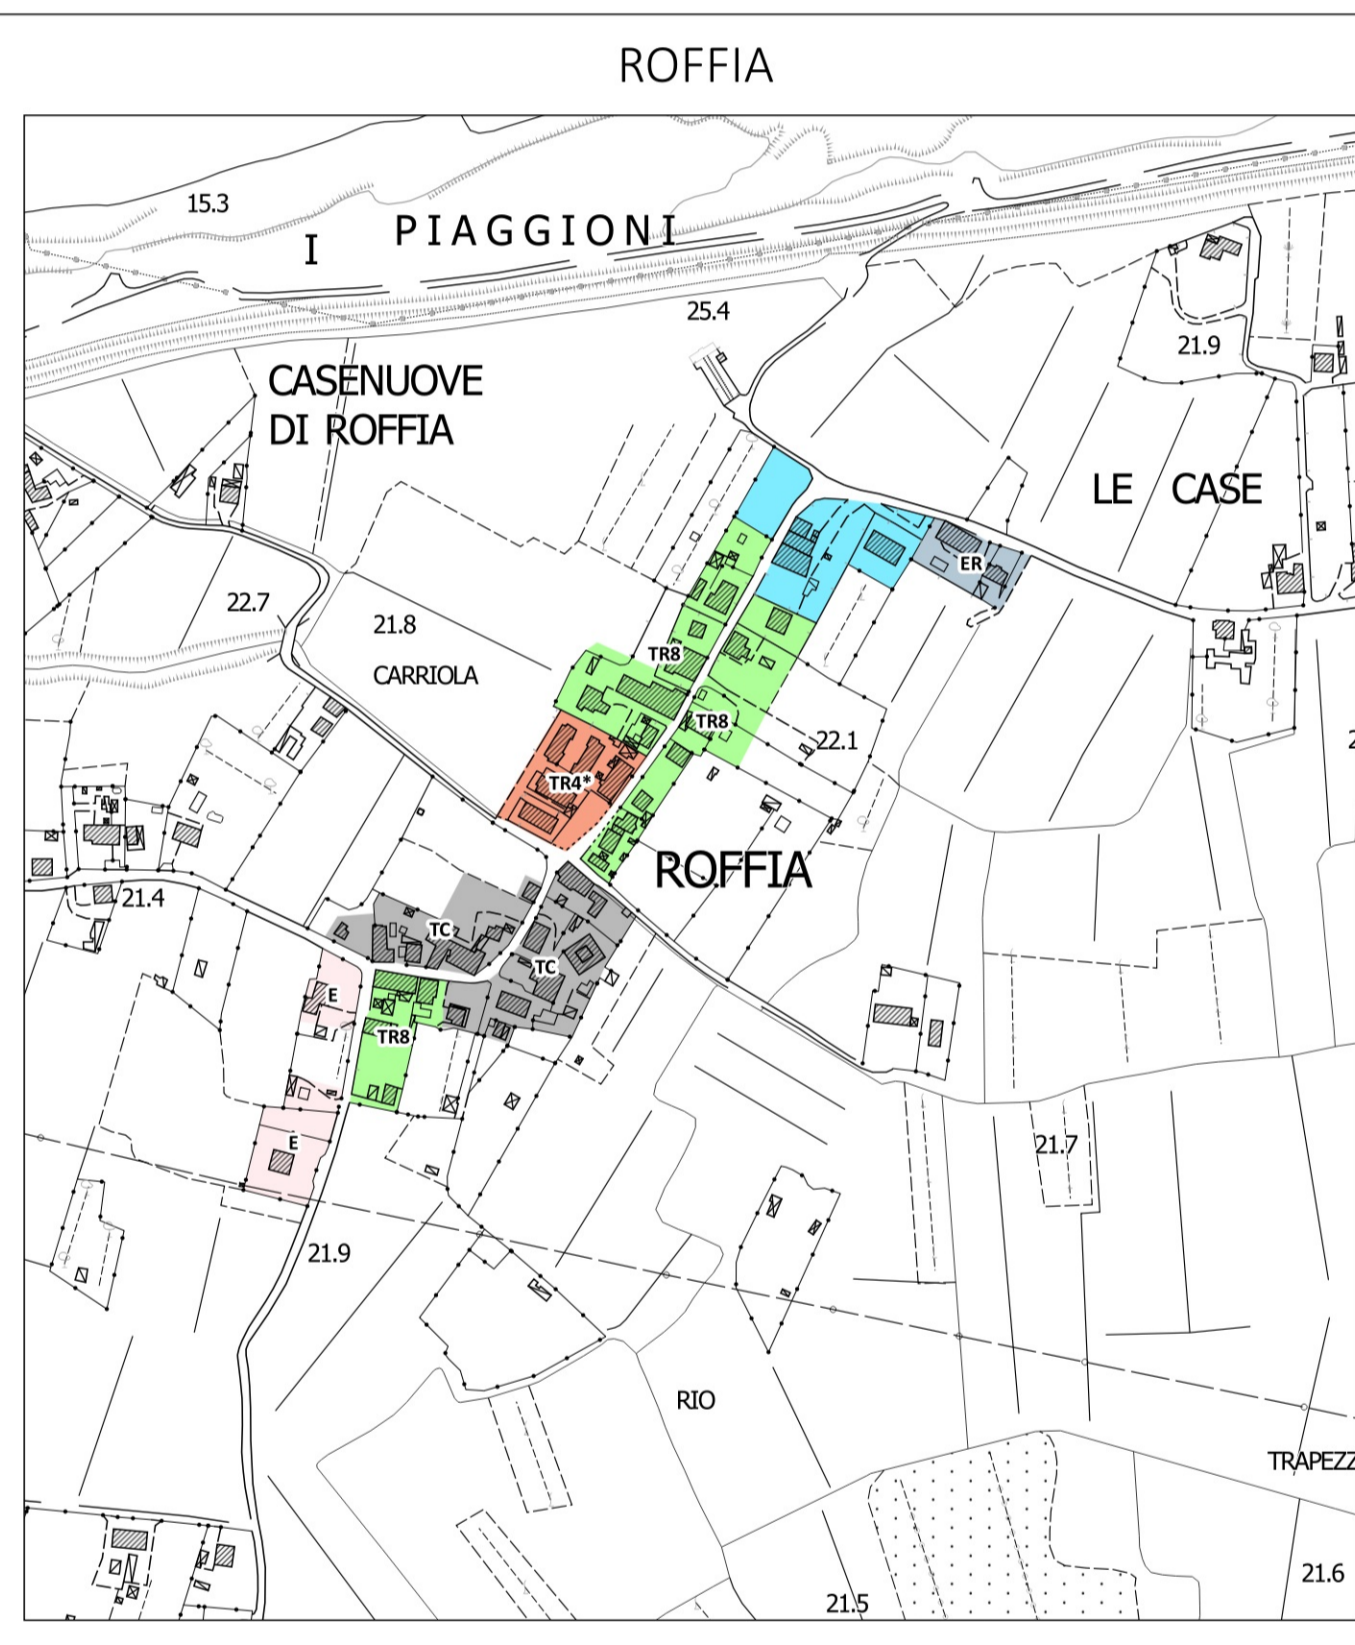 ROFFIA
15.3
I PIAGGIONI
25.4
21.9
CASENUOVE
DI ROFFIA
LE CASE
ER
22.7
21.8
TR8
CARRIOLA
TR8
22.1
TR4*
ROFFIA
21.4
TC
TC
E
TR8
E
21.7
21.9
RIO
TRAPEZZ
21.6
21.5